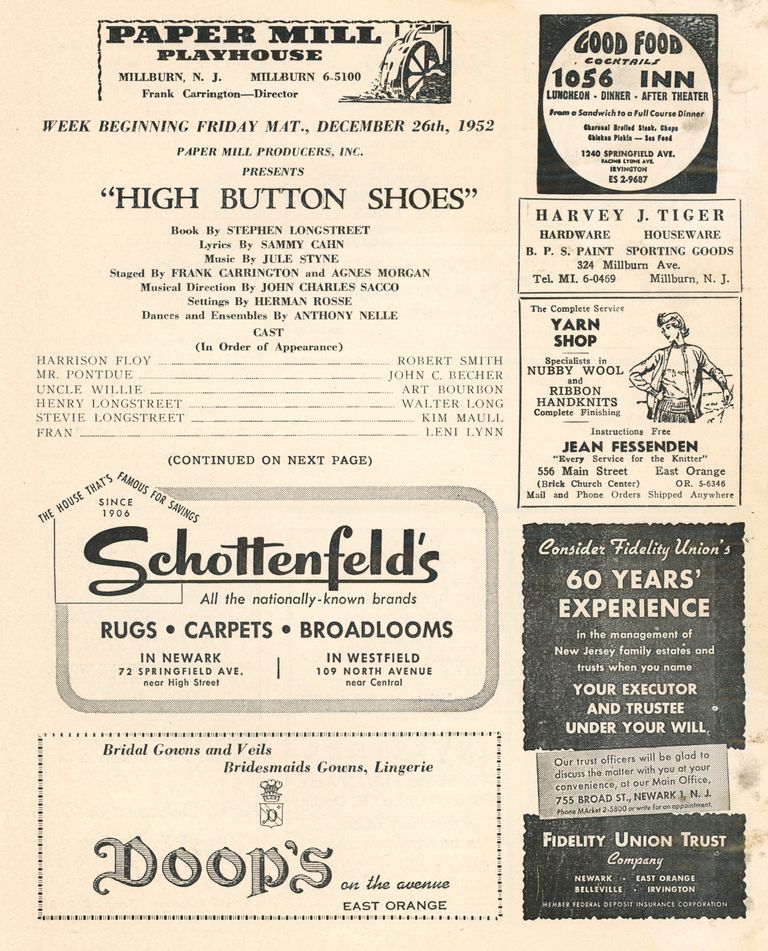 PAPER MILL
PLAYHOUSE
MILLBURN, N. J. MILLBURN 6-5100
Frank Carrington—Director
WEEK BEGINNING FRIDAY MAT., DECEMBER 26th, 1952
PAPER MILL PRODUCERS, INC.
PRESENTS
"HIGH BUTTON SHOES"
Book By STEPHEN LONGSTREET
Lyrics By SAMMY CAHN
Music By JULE STYNE
Staged By FRANK CARRINGTON and AGNES MORGAN
Musical Direction By JOHN CHARLES SACCO
Settings By HERMAN ROSSE
Dances and Ensembles By ANTHONY NELLE
CAST
(In Order of Appearance)
HARRISON FLOY ROBERT SMITH
MR. PONTDUE JOHN C. BECHER
UNCLE WILLIE ART BOURBON
HENRY LONGSTREET WALTER LONG
STEVIE LONGSTREET KIM MAULL
FRAN LENI LYNN
(CONTINUED ON NEXT PAGE)
THE HOUSE THAT'S FAMOUS FOR SAVINGS
SINCE
1906
Schottenfeld's
All the nationally-known brands
RUGS • CARPETS • BROADLOOMS
IN NEWARK
72 SPRINGFIELD AVE.
near High Street
IN WESTFIELD
109 NORTH AVENUE
near Central
Bridal Gowns and Veils
Bridesmaids Gowns, Lingerie
D
Doop's on the avenue
EAST ORANGE
GOOD FOOD
COCKTAILS
1056 INN
LUNCHEON - DINNER - AFTER THEATER
From a Sandwich to a Full Course Dinner
Charcoal Broiled Steak, Chops
Chicken Pickin — Sea Food
1240 SPRINGFIELD AVE.
FACING LYONS AVE.
IRVINGTON
ES 2-9687
HARVEY J. TIGER
HARDWARE HOUSEWARE
B. P. S. PAINT SPORTING GOODS
324 Millburn Ave.
Tel. MI. 6-0469 Millburn, N. J.
The Complete Service
YARN
SHOP
Specialists in
NUBBY WOOL
and
RIBBON
HANDKNITS
Complete Finishing
Instructions Free
JEAN FESSENDEN
"Every Service for the Knitter"
556 Main Street East Orange
(Brick Church Center) OR. 5-6346
Mail and Phone Orders Shipped Anywhere
Consider Fidelity Union's
60 YEARS'
EXPERIENCE
in the management of
New Jersey family estates and
trusts when you name
YOUR EXECUTOR
AND TRUSTEE
UNDER YOUR WILL.
Our trust officers will be glad to
discuss the matter with you at your
convenience, at our Main Office,
755 BROAD ST., NEWARK 1, N. J.
Phone MArket 2-5800 or write for an appointment.
FIDELITY UNION TRUST
Company
NEWARK · EAST ORANGE
BELLEVILLE · IRVINGTON
MEMBER FEDERAL DEPOSIT INSURANCE CORPORATION